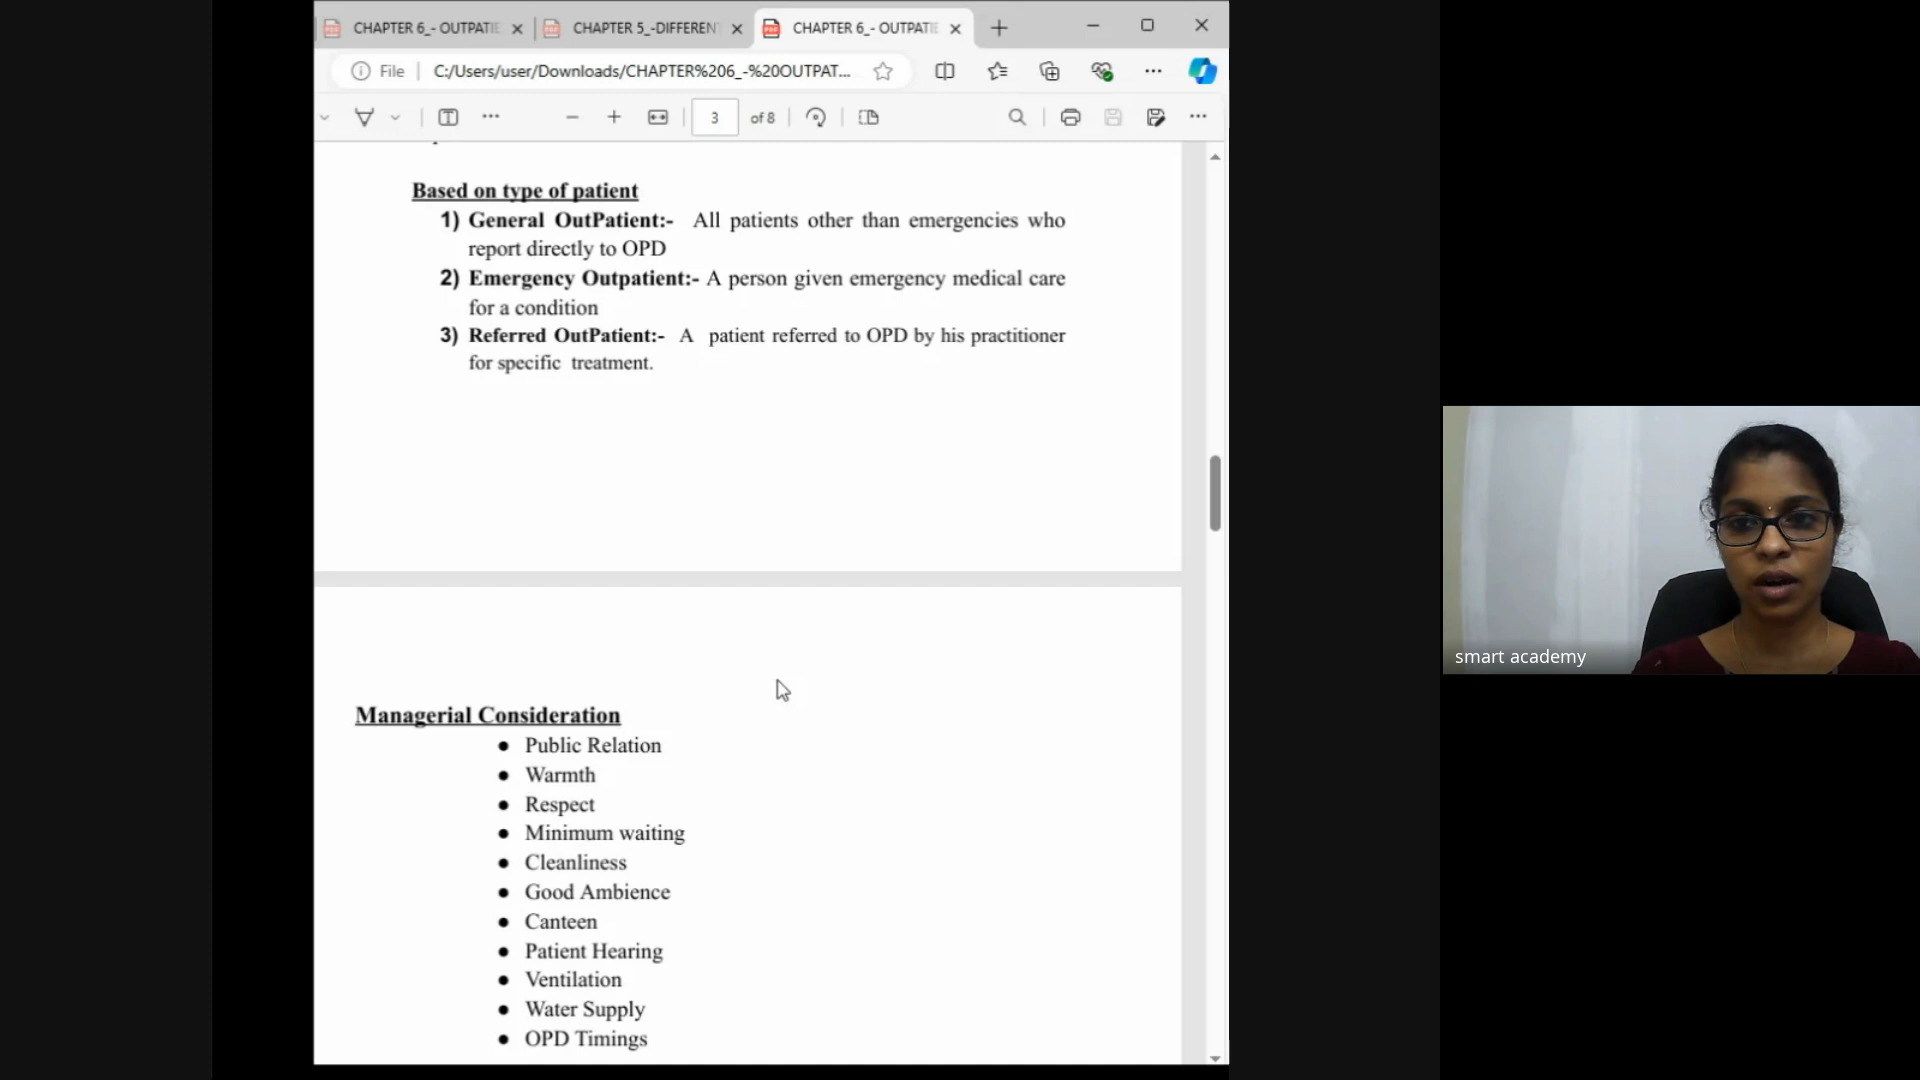 CHAPTER 6_- OUTPATIE
CHAPTER 5_-DIFFEREN
CHAPTER 6_- OUTPATIE
File
C:/Users/user/Downloads/CHAPTER%206_-%20OUTPAT...
3 of 8
Based on type of patient
1) General OutPatient:- All patients other than emergencies who
report directly to OPD
2) Emergency Outpatient:- A person given emergency medical care
for a condition
3) Referred OutPatient:- A patient referred to OPD by his practitioner
for specific treatment.
Managerial Consideration
● Public Relation
● Warmth
● Respect
● Minimum waiting
● Cleanliness
● Good Ambience
● Canteen
● Patient Hearing
● Ventilation
● Water Supply
● OPD Timings
smart academy